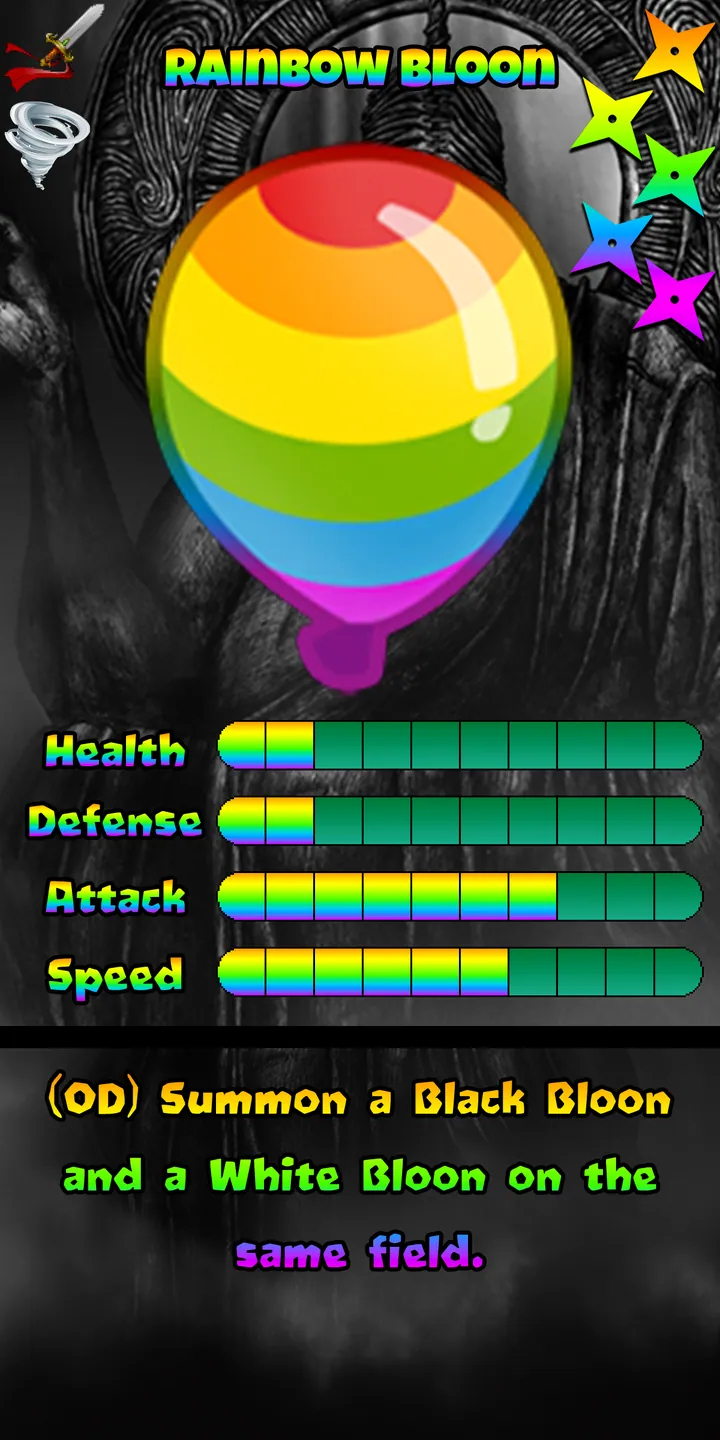 RAINBOW BLOON
Health
Defense
Attack
Speed
(OD) Summon a Black Bloon
and a White Bloon on the
same field.